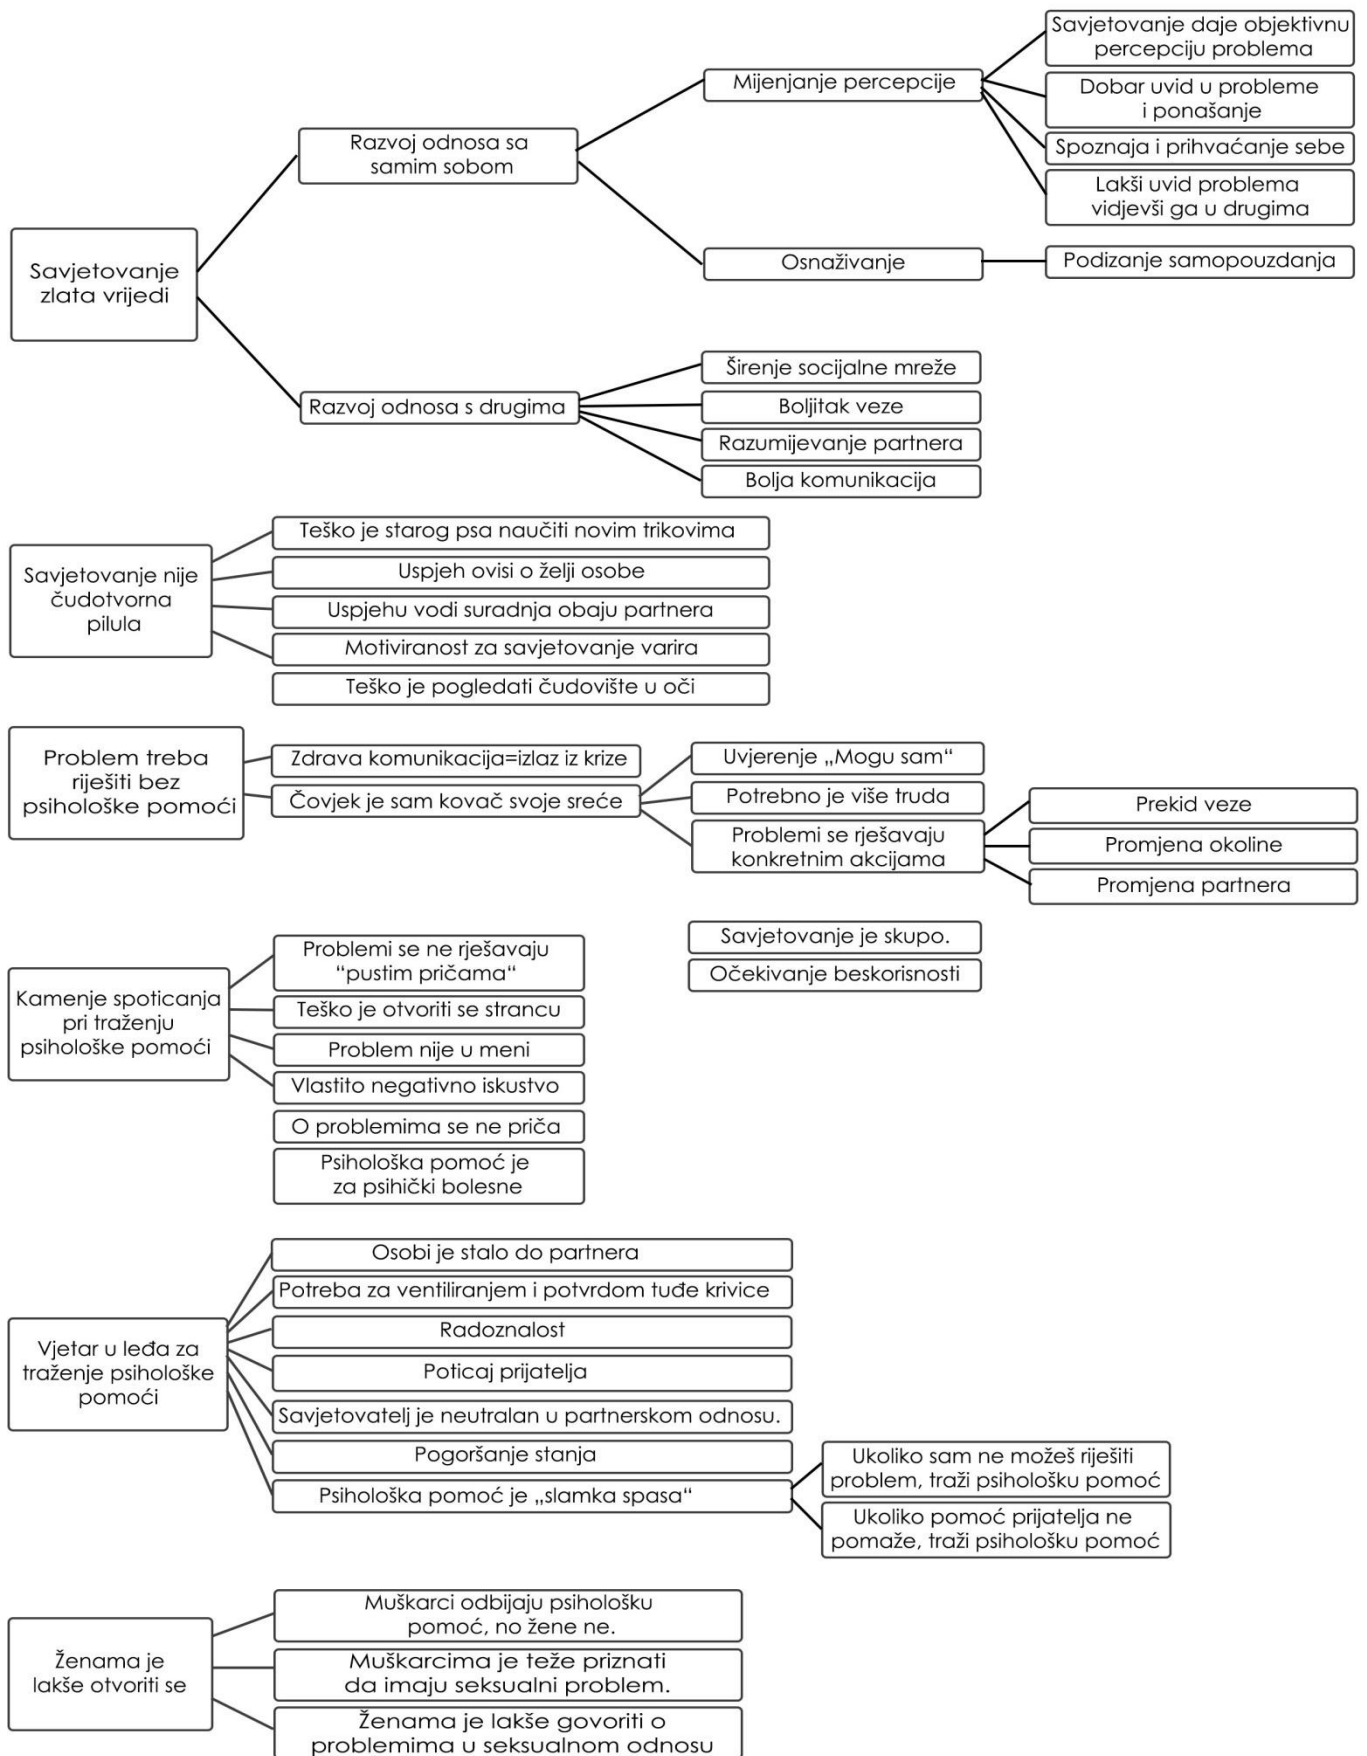 Savjetovanje
zlata vrijedi
Razvoj odnosa sa
samim sobom
Mijenjanje percepcije
Savjetovanje daje objektivnu
percepciju problema
Dobar uvid u probleme
i ponašanje
Spoznaja i prihvaćanje sebe
Lakši uvid problema
vidjevši ga u drugima
Osnaživanje
Podizanje samopouzdanja
Razvoj odnosa s drugima
Širenje socijalne mreže
Boljitak veze
Razumijevanje partnera
Bolja komunikacija
Savjetovanje nije
čudotvorna
pilula
Teško je starog psa naučiti novim trikovima
Uspjeh ovisi o želji osobe
Uspjehu vodi suradnja obaju partnera
Motiviranost za savjetovanje varira
Teško je pogledati čudovište u oči
Problem treba
riješiti bez
psihološke pomoći
Zdrava komunikacija=izlaz iz krize
Čovjek je sam kovač svoje sreće
Uvjerenje „Mogu sam“
Potrebno je više truda
Problemi se rješavaju
konkretnim akcijama
Prekid veze
Promjena okoline
Promjena partnera
Kamenje spoticanja
pri traženju
psihološke pomoći
Problemi se ne rješavaju
“pustim pričama“
Teško je otvoriti se strancu
Problem nije u meni
Vlastito negativno iskustvo
O problemima se ne priča
Psihološka pomoć je
za psihički bolesne
Savjetovanje je skupo.
Očekivanje beskorisnosti
Vjetar u leđa za
traženje psihološke
pomoći
Osobi je stalo do partnera
Potreba za ventiliranjem i potvrdom tuđe krivice
Radoznalost
Poticaj prijatelja
Savjetovatelj je neutralan u partnerskom odnosu.
Pogoršanje stanja
Psihološka pomoć je „slamka spasa“
Ukoliko sam ne možeš riješiti
problem, traži psihološku pomoć
Ukoliko pomoć prijatelja ne
pomaže, traži psihološku pomoć
Ženama je
lakše otvoriti se
Muškarci odbijaju psihološku
pomoć, no žene ne.
Muškarcima je teže priznati
da imaju seksualni problem.
Ženama je lakše govoriti o
problemima u seksualnom odnosu